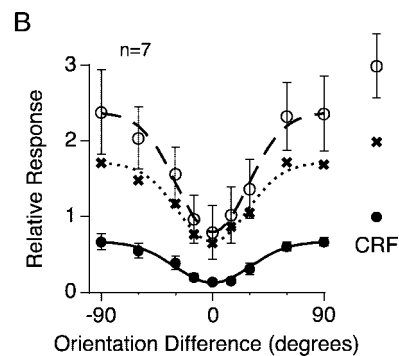 B
n=7
3
2
1
0
Relative Response
-90
0
90
Orientation Difference (degrees)
CRF